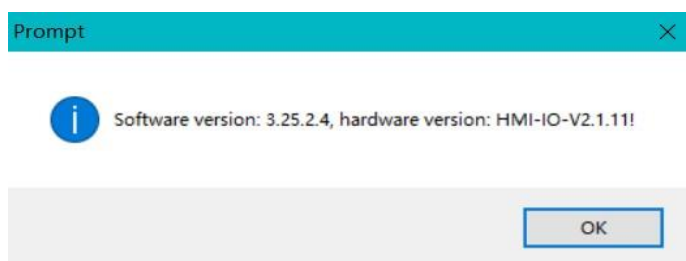 Prompt
Software version: 3.25.2.4, hardware version: HMI-IO-V2.1.11!
OK